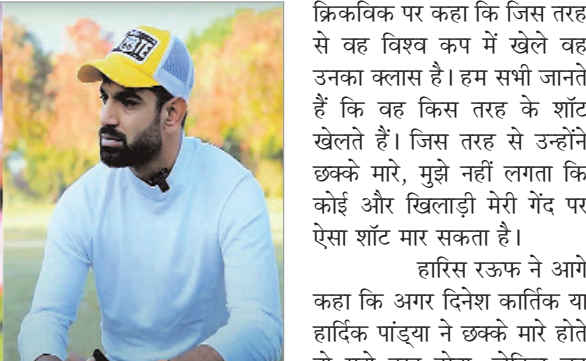 क्रिकविक पर कहा कि जिस तरह
से वह विश्व कप में खेले वह
उनका क्लास है। हम सभी जानते
हैं कि वह किस तरह के शॉट
खेलते हैं। जिस तरह से उन्होंने
छक्के मारे, मुझे नहीं लगता कि
कोई और खिलाड़ी मेरी गेंद पर
ऐसा शॉट मार सकता है।
हारिस रऊफ ने आगे
कहा कि अगर दिनेश कार्तिक या
हार्दिक पांड्या ने छक्के मारे होते